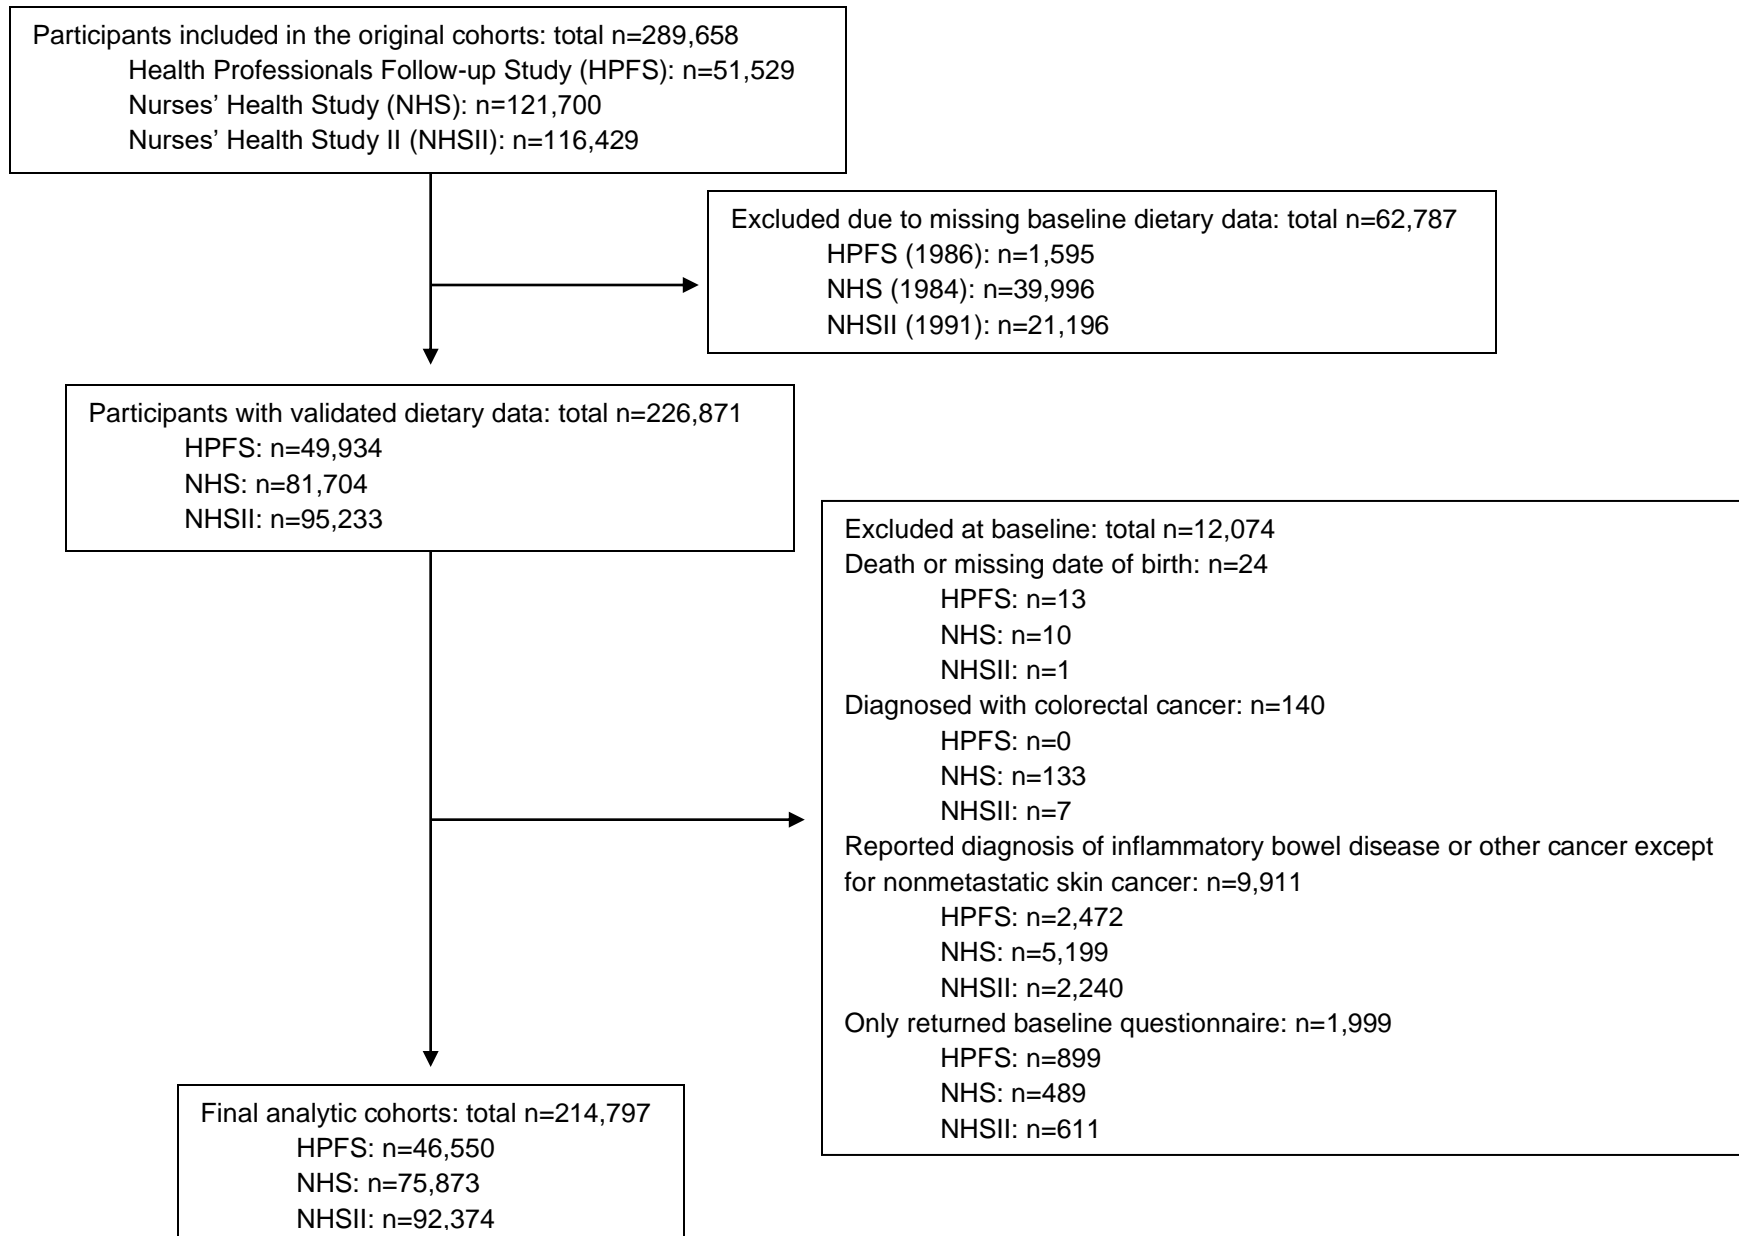 Participants included in the original cohorts: total n=289,658
Health Professionals Follow-up Study (HPFS): n=51,529
Nurses’ Health Study (NHS): n=121,700
Nurses’ Health Study II (NHSII): n=116,429
Excluded due to missing baseline dietary data: total n=62,787
HPFS (1986): n=1,595
NHS (1984): n=39,996
NHSII (1991): n=21,196
Participants with validated dietary data: total n=226,871
HPFS: n=49,934
NHS: n=81,704
NHSII: n=95,233
Excluded at baseline: total n=12,074
Death or missing date of birth: n=24
HPFS: n=13
NHS: n=10
NHSII: n=1
Diagnosed with colorectal cancer: n=140
HPFS: n=0
NHS: n=133
NHSII: n=7
Reported diagnosis of inflammatory bowel disease or other cancer except
for nonmetastatic skin cancer: n=9,911
HPFS: n=2,472
NHS: n=5,199
NHSII: n=2,240
Only returned baseline questionnaire: n=1,999
HPFS: n=899
NHS: n=489
NHSII: n=611
Final analytic cohorts: total n=214,797
HPFS: n=46,550
NHS: n=75,873
NHSII: n=92,374